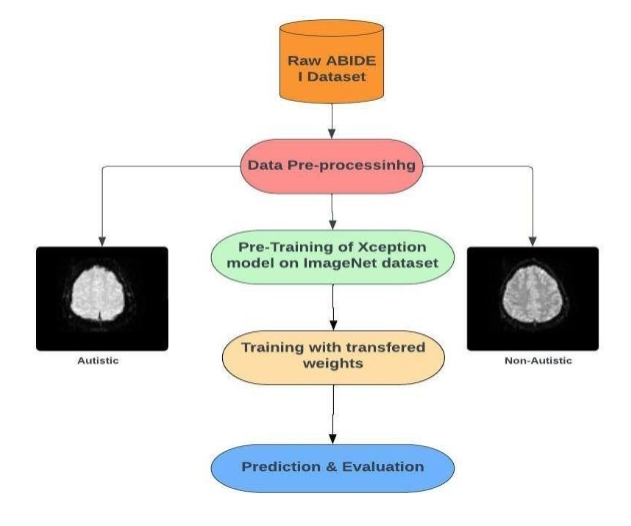 Raw ABIDE
I Dataset
Data Pre-processinhg
Pre-Training of Xception
model on ImageNet dataset
Autistic
Non-Autistic
Training with transfered
weights
Prediction & Evaluation